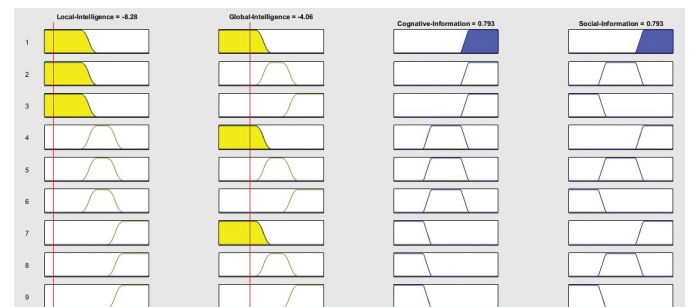 Local-Intelligence = -8.28
Global-Intelligence = -4.06
Cognative-Information = 0.793
Social-Information = 0.793
1
2
3
4
5
6
7
8
9